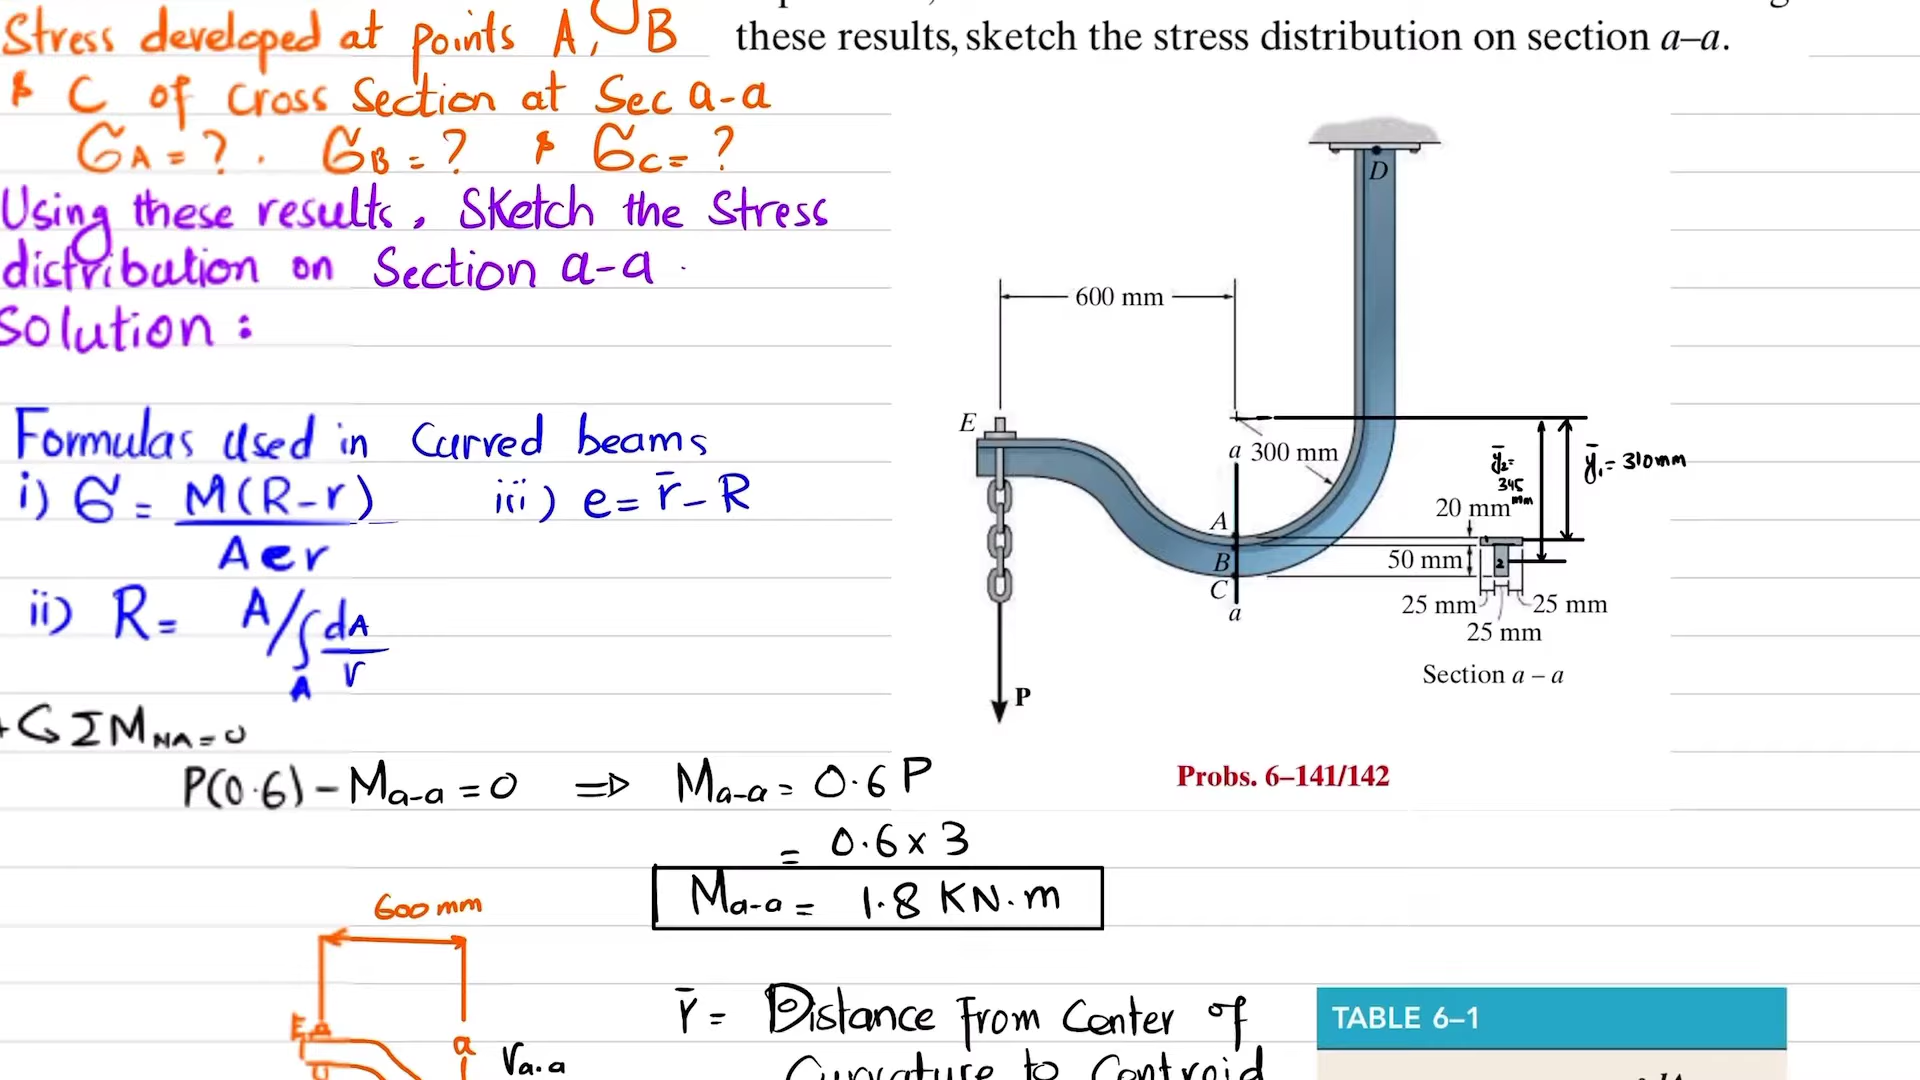 Stress developed at points A, B
& C of cross Section at Sec a-a
σA = ? . σB = ? & σC = ?
Using these results, Sketch the Stress
distribution on Section a-a .
Solution :
Formulas Used in Curved beams
i) σ = M(R-r) / Aer
iii) e = r̄ - R
ii) R = A/∫A dA/r
+↺ ΣM NA = 0
P(0.6) - Ma-a = 0 ⇒ Ma-a = 0.6 P
= 0.6 x 3
Ma-a = 1.8 KN.m
600 mm
E
a
Va-a
r̄ = Distance From Center of
Curvature to Centroid
these results, sketch the stress distribution on section a–a.
D
600 mm
E
a 300 mm
ȳ2= 345 mm
ȳ1 = 310mm
20 mm
A
B
C
a
50 mm
1
2
25 mm
25 mm
25 mm
Section a – a
P
Probs. 6–141/142
TABLE 6–1